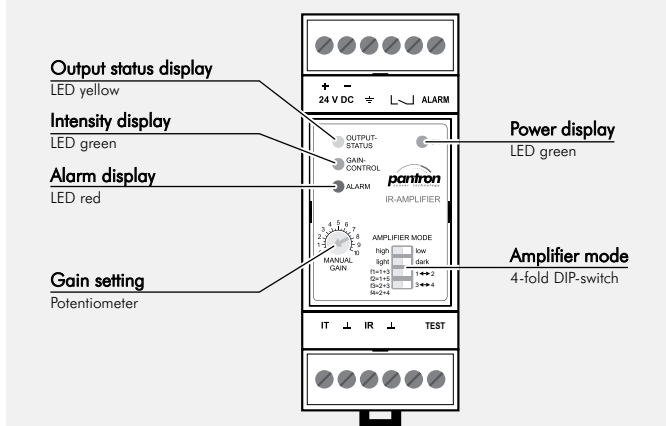 Output status display
LED yellow
Intensity display
LED green
Alarm display
LED red
Gain setting
Potentiometer
+ −
24 V DC ⏚ ALARM
OUTPUT-
STATUS
GAIN-
CONTROL
ALARM
pantron
sensor technology
IR-AMPLIFIER
1 2 3 4 5 6 7 8 9 10
MANUAL
GAIN
AMPLIFIER MODE
high low
light dark
f1=1+3 1↔2
f2=1+5
f3=2+3 3↔4
f4=2+4
IT ⊥ IR ⊥ TEST
Power display
LED green
Amplifier mode
4-fold DIP-switch